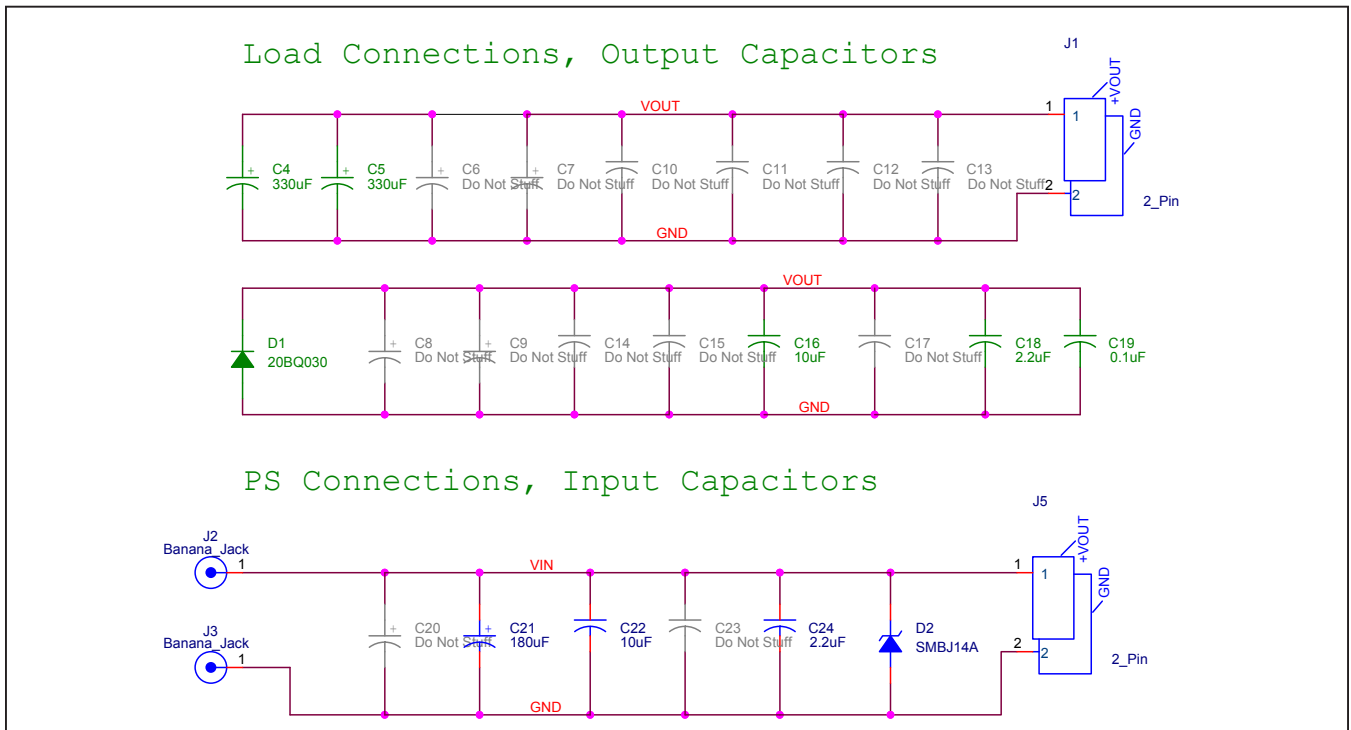 Load Connections, Output Capacitors
J1
VOUT
1
1
+VOUT
GND
+
C4
330uF
+
C5
330uF
+
C6
Do Not Stuff
+
C7
Do Not Stuff
C10
Do Not Stuff
C11
Do Not Stuff
C12
Do Not Stuff
C13
Do Not Stuff
2
2
2_Pin
GND
VOUT
D1
20BQ030
+
C8
Do Not Stuff
+
C9
Do Not Stuff
C14
Do Not Stuff
C15
Do Not Stuff
C16
10uF
C17
Do Not Stuff
C18
2.2uF
C19
0.1uF
GND
PS Connections, Input Capacitors
J5
J2
Banana_Jack
1
VIN
1
1
+VOUT
GND
J3
Banana_Jack
1
+
C20
Do Not Stuff
+
C21
180uF
C22
10uF
C23
Do Not Stuff
C24
2.2uF
D2
SMBJ14A
2
2
2_Pin
GND